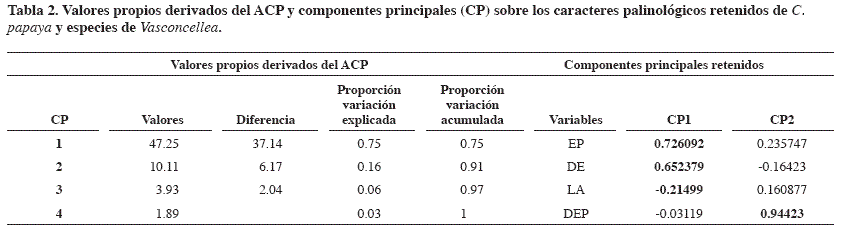 Tabla 2. Valores propios derivados del ACP y componentes principales (CP) sobre los caracteres palinológicos retenidos de C.
papaya y especies de Vasconcellea.
Valores propios derivados del ACP Componentes principales retenidos
CP Valores Diferencia Proporción variación explicada Proporción variación acumulada Variables CP1 CP2
1 47.25 37.14 0.75 0.75 EP 0.726092 0.235747
2 10.11 6.17 0.16 0.91 DE 0.652379 -0.16423
3 3.93 2.04 0.06 0.97 LA -0.21499 0.160877
4 1.89 0.03 1 DEP -0.03119 0.94423